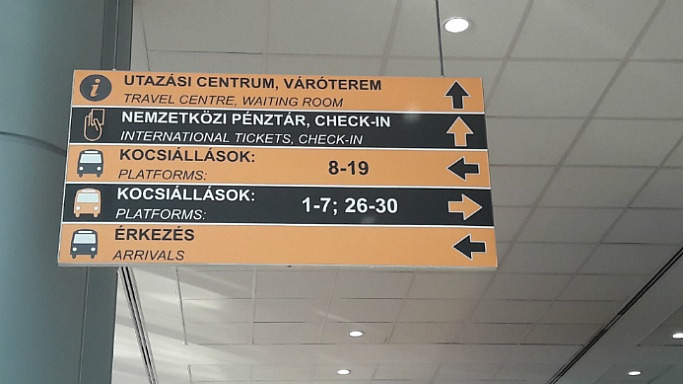 UTAZÁSI CENTRUM, VÁRÓTEREM
TRAVEL CENTRE, WAITING ROOM
NEMZETKÖZI PÉNZTÁR, CHECK-IN
INTERNATIONAL TICKETS, CHECK-IN
KOCSIÁLLÁSOK: 8-19
PLATFORMS:
KOCSIÁLLÁSOK: 1-7; 26-30
PLATFORMS:
ÉRKEZÉS
ARRIVALS